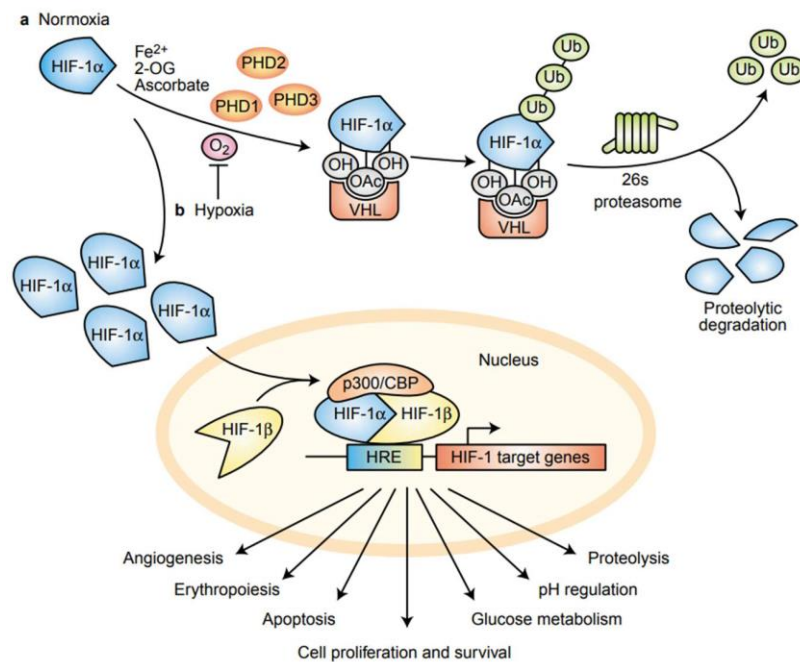 a Normoxia
HIF-1α
Fe²⁺
2-OG
Ascorbate
PHD2
PHD1
PHD3
O₂
b Hypoxia
HIF-1α
OH
OAc
OH
VHL
Ub
Ub
Ub
HIF-1α
OH
OAc
OH
VHL
26s
proteasome
Ub
Ub
Ub
Proteolytic
degradation
HIF-1α
HIF-1α
HIF-1α
HIF-1α
Nucleus
p300/CBP
HIF-1α
HIF-1β
HIF-1β
HRE
HIF-1 target genes
Angiogenesis
Erythropoiesis
Apoptosis
Cell proliferation and survival
Glucose metabolism
pH regulation
Proteolysis